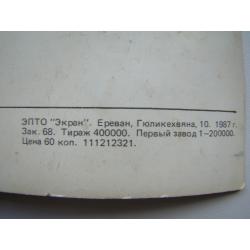 ЭПТО "Экран". Ереван, Гюликехвяна, 10. 1987 г.
Зак. 68. Тираж 400000. Первый завод 1-200000.
Цена 60 коп. 111212321.